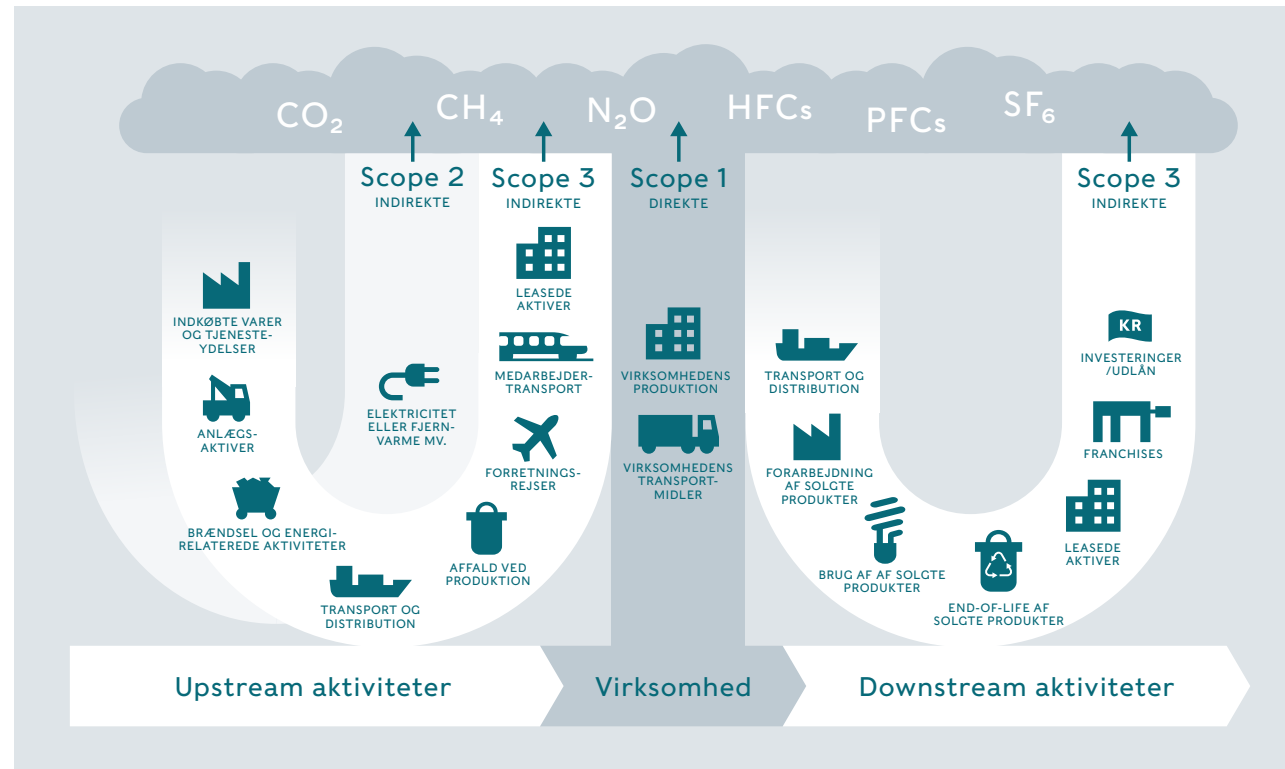 CO₂
CH₄
N₂O
HFCs
PFCs
SF₆
Scope 2
INDIREKTE
Scope 3
INDIREKTE
Scope 1
DIREKTE
Scope 3
INDIREKTE
INDKØBTE VARER
OG TJENESTE-
YDELSER
ANLÆGS-
AKTIVER
BRÆNDSEL OG ENERGI-
RELATEREDE AKTIVITETER
TRANSPORT OG
DISTRIBUTION
ELEKTRICITET
ELLER FJERN-
VARME MV.
LEASEDE
AKTIVER
MEDARBEJDER-
TRANSPORT
FORRETNINGS-
REJSER
AFFALD VED
PRODUKTION
VIRKSOMHEDENS
PRODUKTION
VIRKSOMHEDENS
TRANSPORT-
MIDLER
TRANSPORT OG
DISTRIBUTION
FORARBEJDNING
AF SOLGTE
PRODUKTER
BRUG AF AF SOLGTE
PRODUKTER
END-OF-LIFE AF
SOLGTE PRODUKTER
KR
INVESTERINGER
/UDLÅN
FRANCHISES
LEASEDE
AKTIVER
Upstream aktiviteter
Virksomhed
Downstream aktiviteter